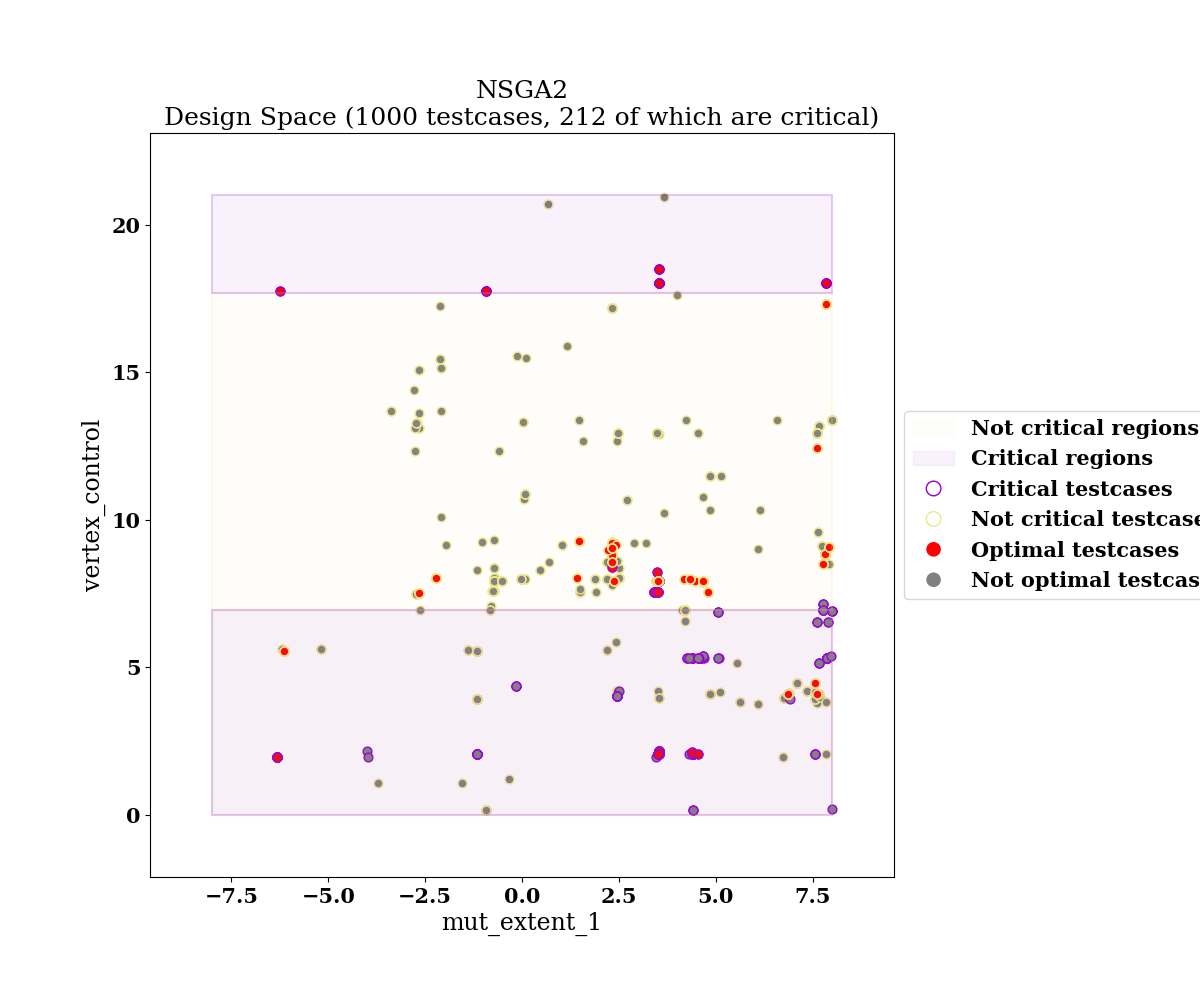 NSGA2
Design Space (1000 testcases, 212 of which are critical)
20
15
10
5
0
vertex_control
−7.5 −5.0 −2.5 0.0 2.5 5.0 7.5
mut_extent_1
Not critical regions
Critical regions
Critical testcases
Not critical testcase
Optimal testcases
Not optimal testcas